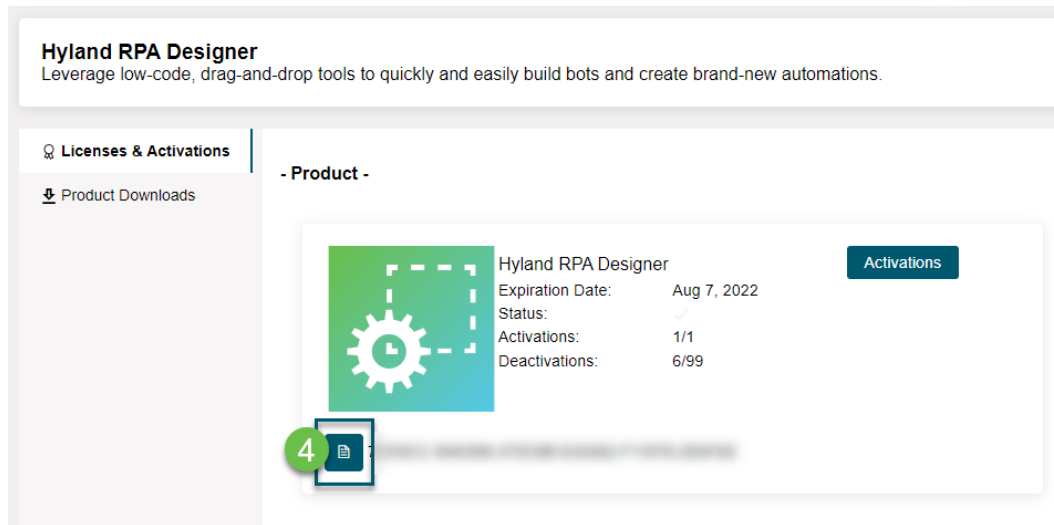 Hyland RPA Designer
Leverage low-code, drag-and-drop tools to quickly and easily build bots and create brand-new automations.
Licenses & Activations
Product Downloads
- Product -
Hyland RPA Designer
Activations
Expiration Date: Aug 7, 2022
Status:
Activations: 1/1
Deactivations: 6/99
4